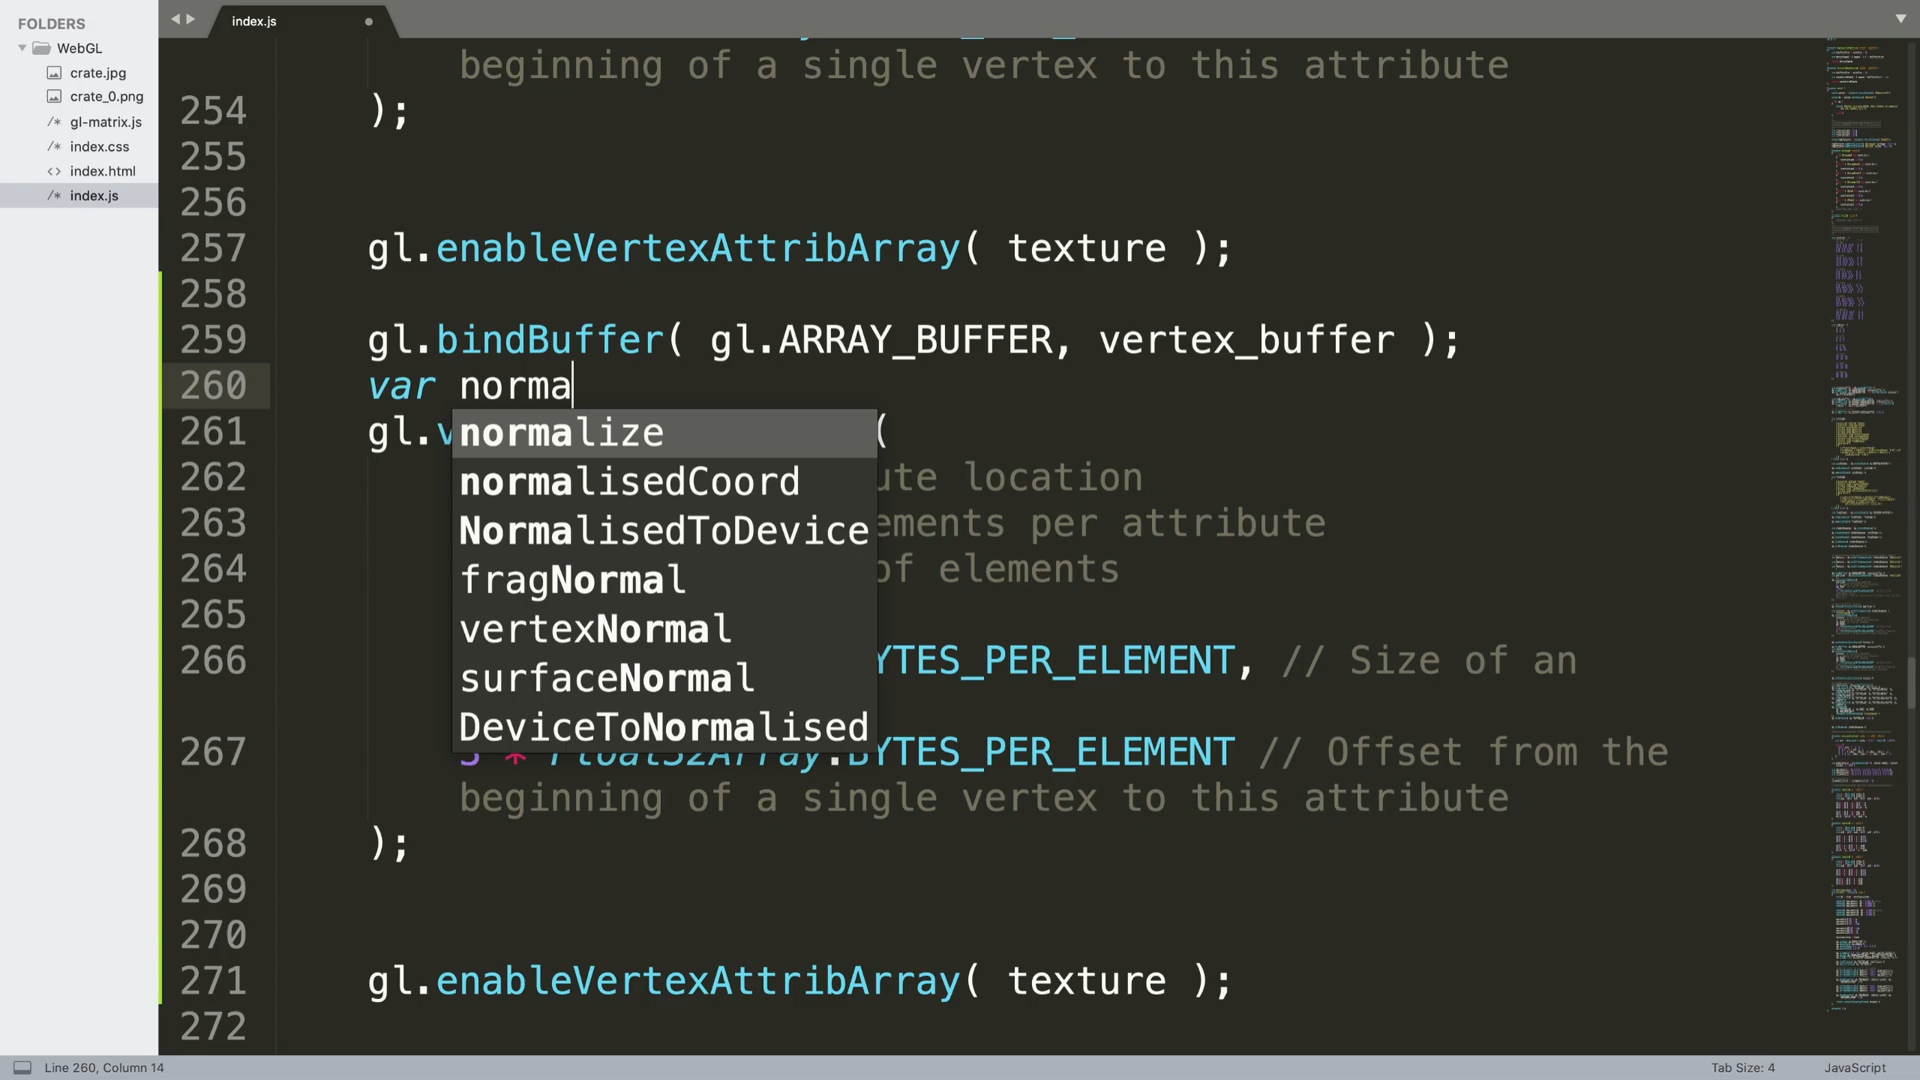 FOLDERS
WebGL
crate.jpg
crate_0.png
/* gl-matrix.js
/* index.css
<> index.html
/* index.js
index.js
beginning of a single vertex to this attribute
254 );
255
256
257 gl.enableVertexAttribArray( texture );
258
259 gl.bindBuffer( gl.ARRAY_BUFFER, vertex_buffer );
260 var norma
261 gl.v (
normalize
262 ute location
normalisedCoord
263 ements per attribute
NormalisedToDevice
264 of elements
fragNormal
265
vertexNormal
266 YTES_PER_ELEMENT, // Size of an
surfaceNormal
DeviceToNormalised
267 3 * Float32Array.BYTES_PER_ELEMENT // Offset from the
beginning of a single vertex to this attribute
268 );
269
270
271 gl.enableVertexAttribArray( texture );
272
Line 260, Column 14
Tab Size: 4
JavaScript